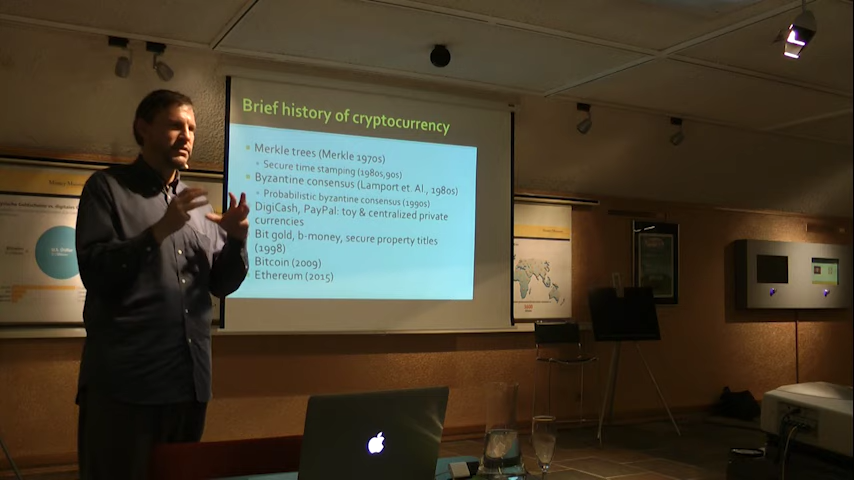 Brief history of cryptocurrency
Merkle trees (Merkle 1970s)
Secure time stamping (1980s,90s)
Byzantine consensus (Lamport et. Al., 1980s)
Probabilistic byzantine consensus (1990s)
DigiCash, PayPal: toy & centralized private
currencies
Bit gold, b-money, secure property titles
(1998)
Bitcoin (2009)
Ethereum (2015)